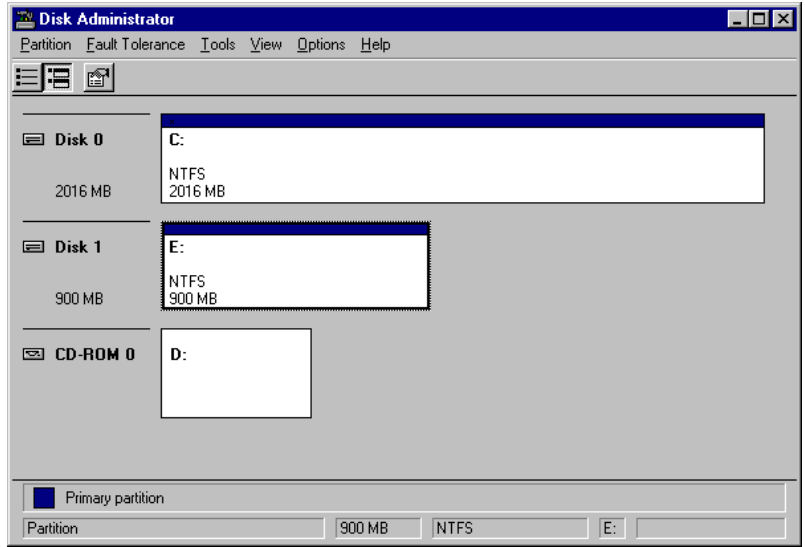 Disk Administrator
Partition Fault Tolerance Tools View Options Help
Disk 0
2016 MB
C:
NTFS
2016 MB
Disk 1
900 MB
E:
NTFS
900 MB
CD-ROM 0
D:
Primary partition
Partition 900 MB NTFS E: